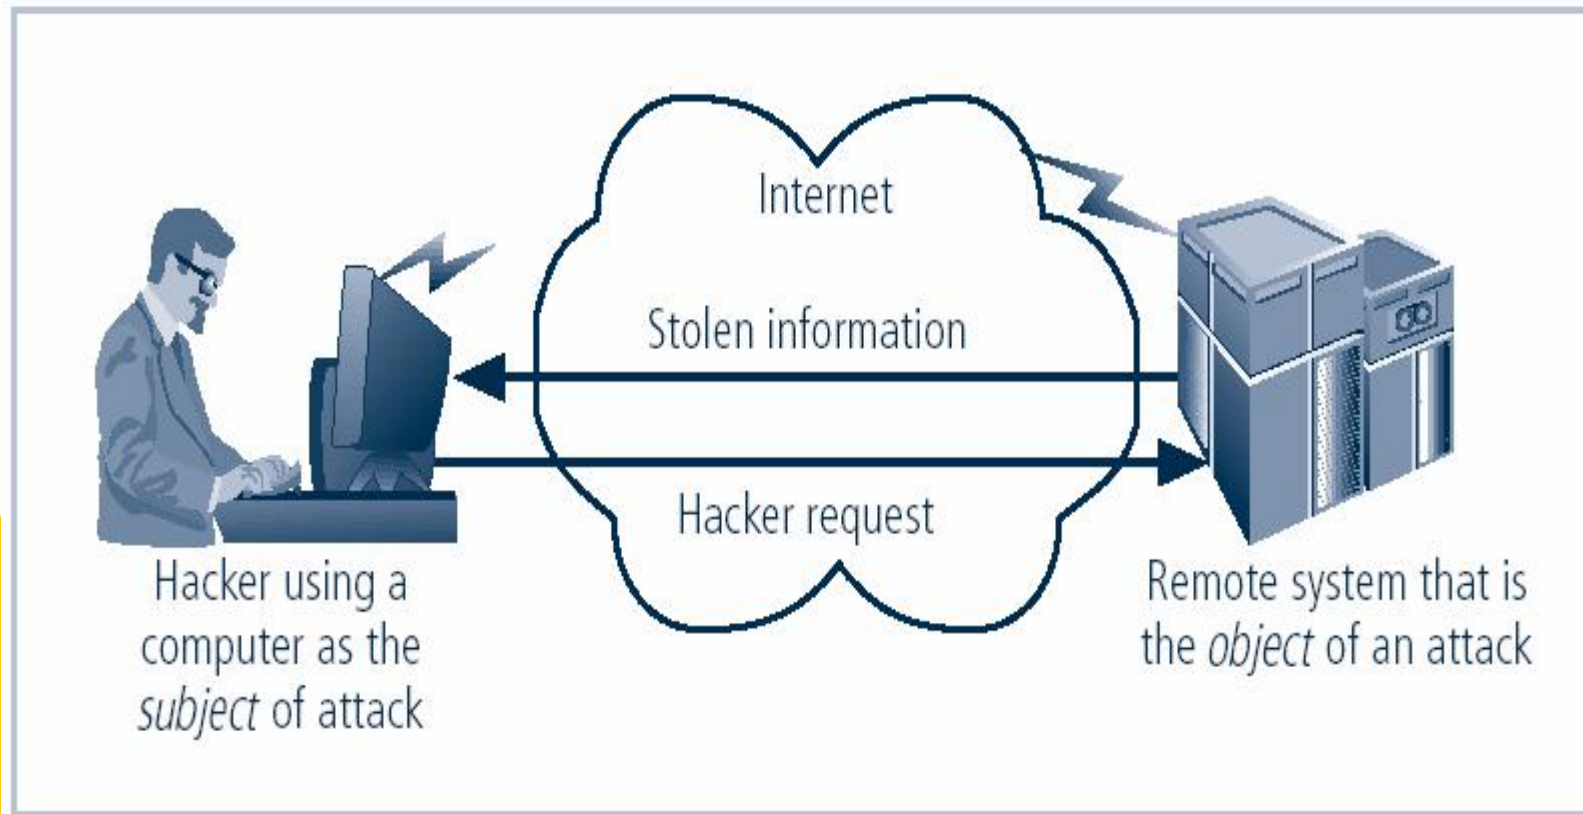 Internet
Stolen information
Hacker request
Hacker using a
computer as the
subject of attack
Remote system that is
the object of an attack